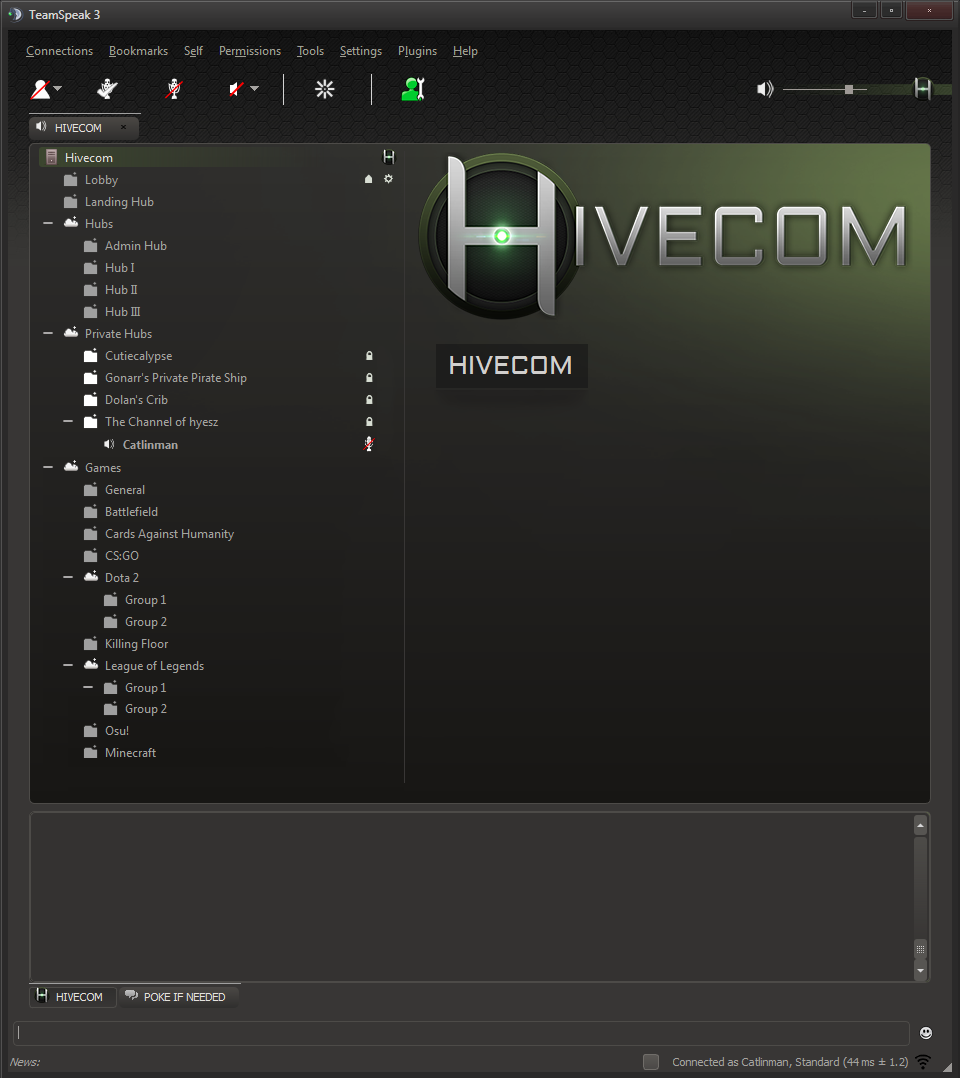 TeamSpeak 3
Connections Bookmarks Self Permissions Tools Settings Plugins Help
HIVECOM
Hivecom
Lobby
Landing Hub
Hubs
Admin Hub
Hub I
Hub II
Hub III
Private Hubs
Cutiecalypse
Gonarr's Private Pirate Ship
Dolan's Crib
The Channel of hyesz
Catlinman
Games
General
Battlefield
Cards Against Humanity
CS:GO
Dota 2
Group 1
Group 2
Killing Floor
League of Legends
Group 1
Group 2
Osu!
Minecraft
HIVECOM
HIVECOM
HIVECOM POKE IF NEEDED
News: Connected as Catlinman, Standard (44 ms ± 1.2)